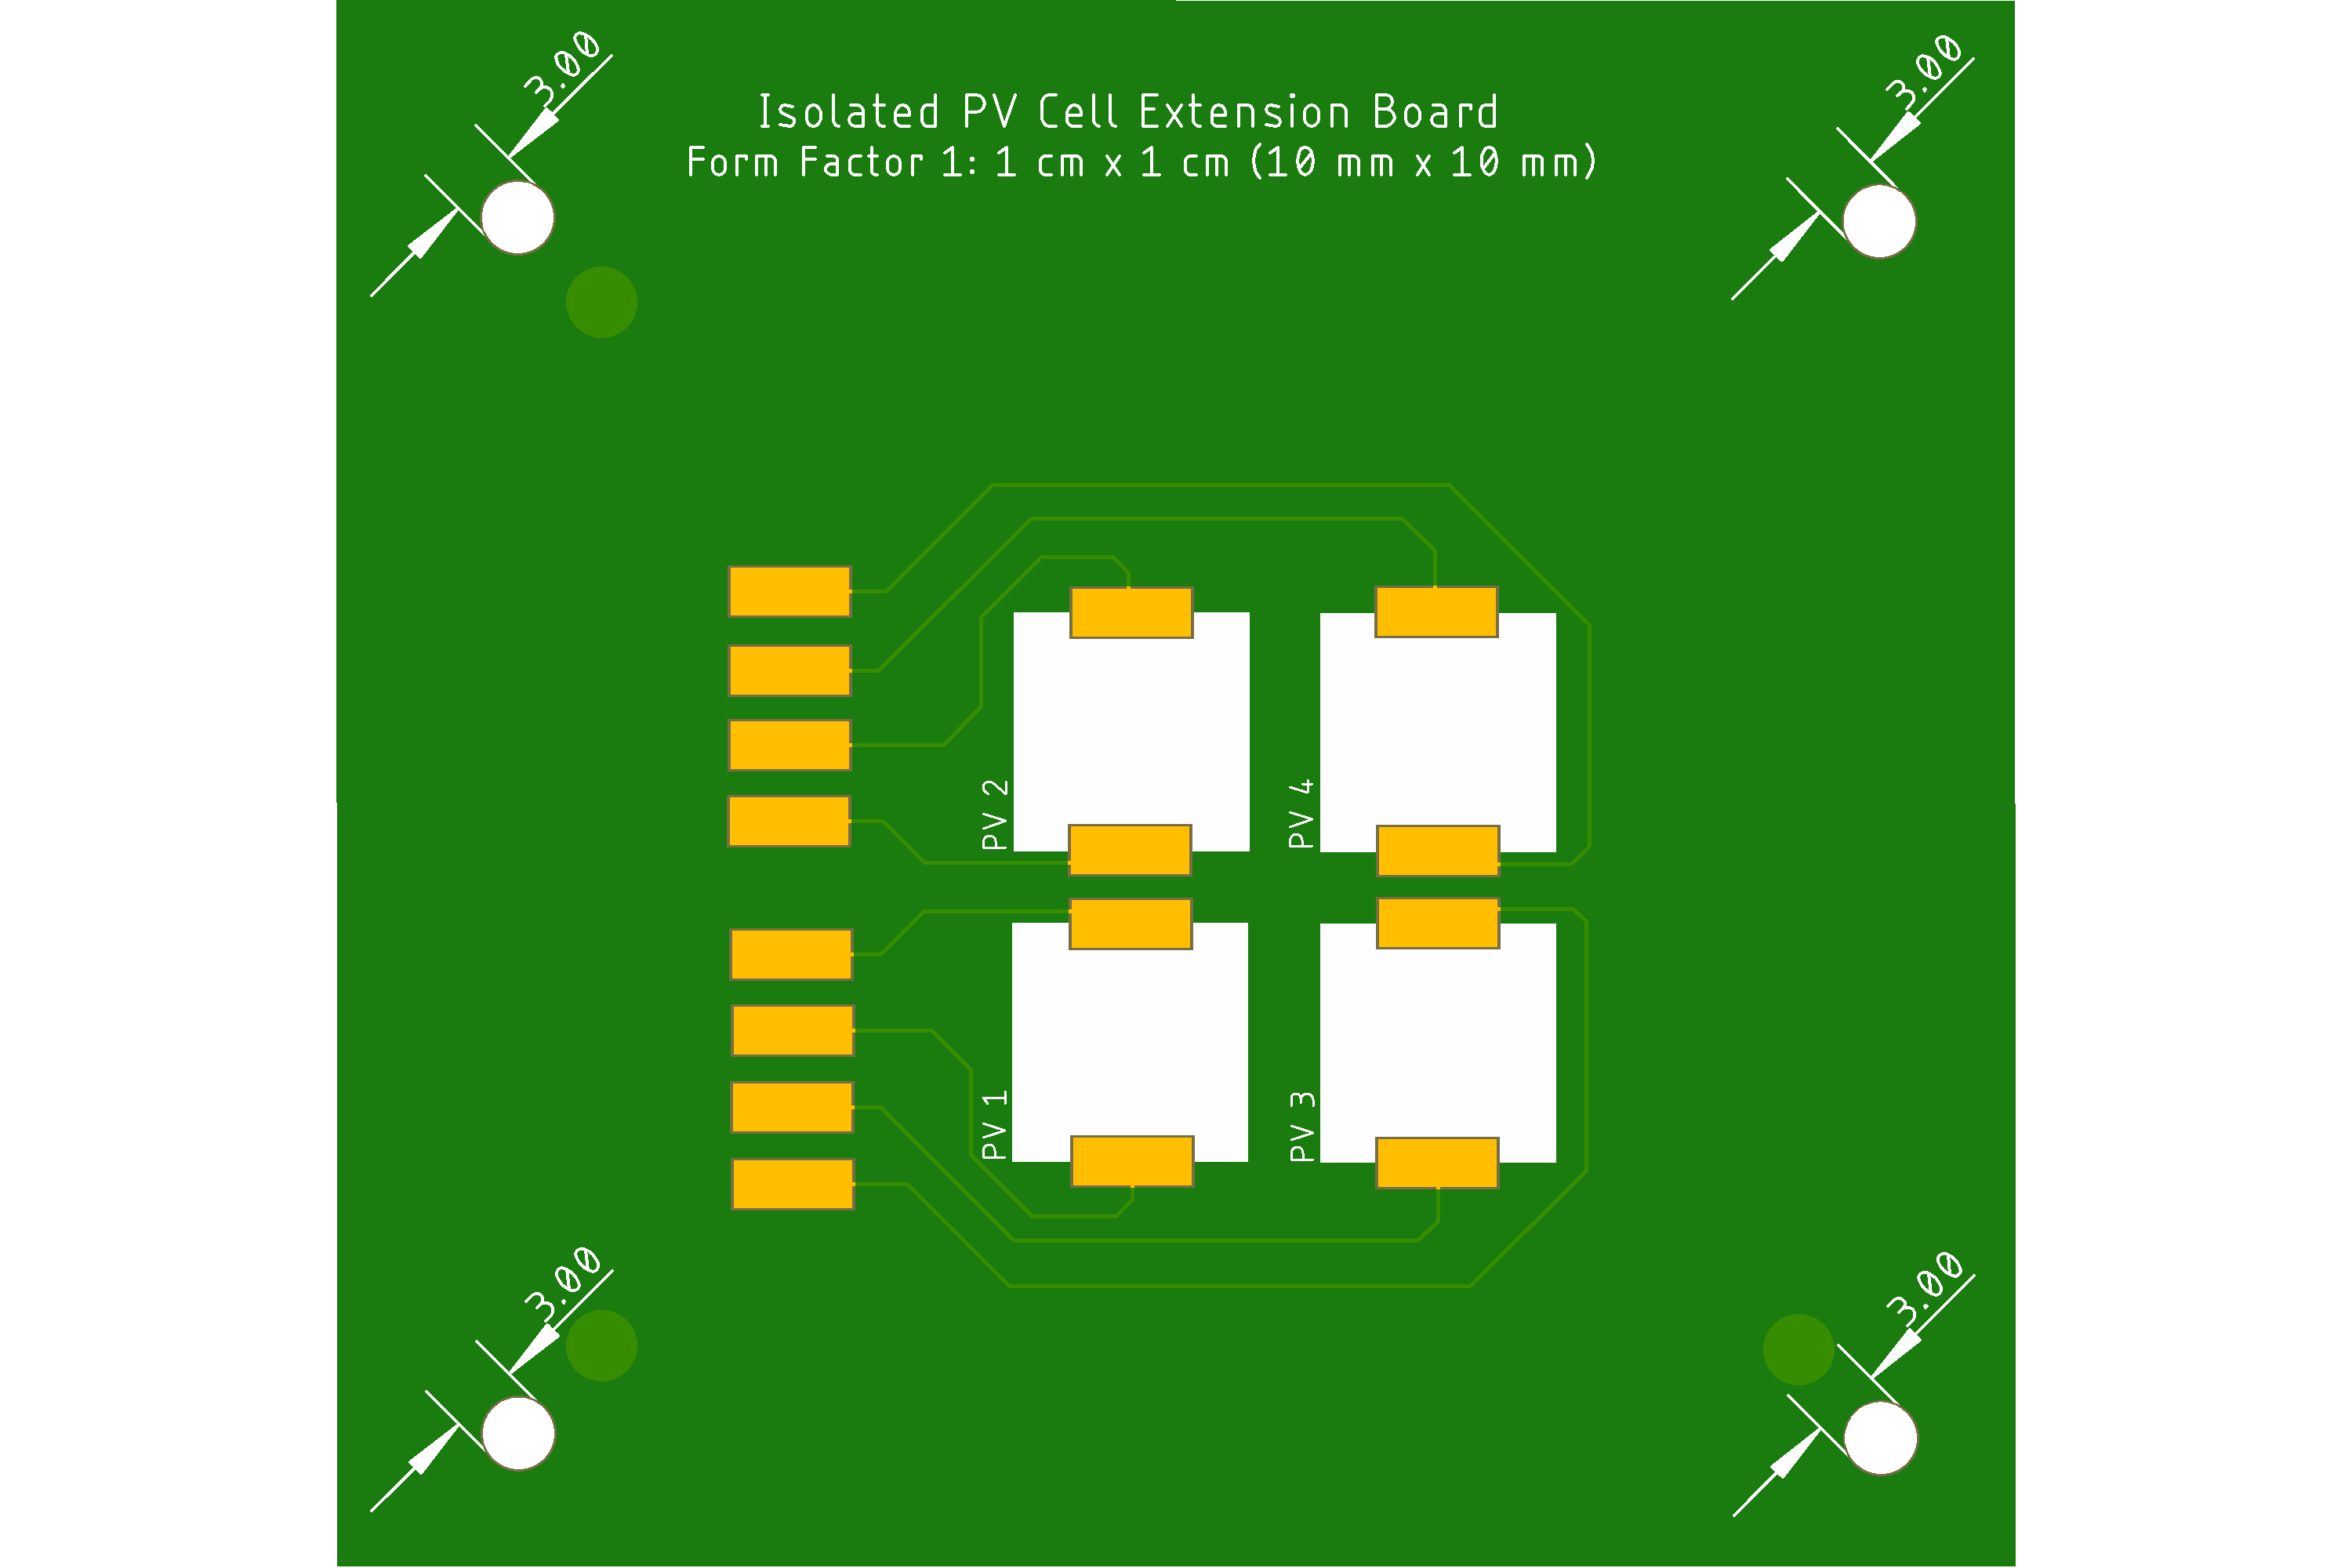 3.00
3.00
Isolated PV Cell Extension Board
Form Factor 1: 1 cm x 1 cm (10 mm x 10 mm)
PV 2
PV 4
PV 1
PV 3
3.00
3.00